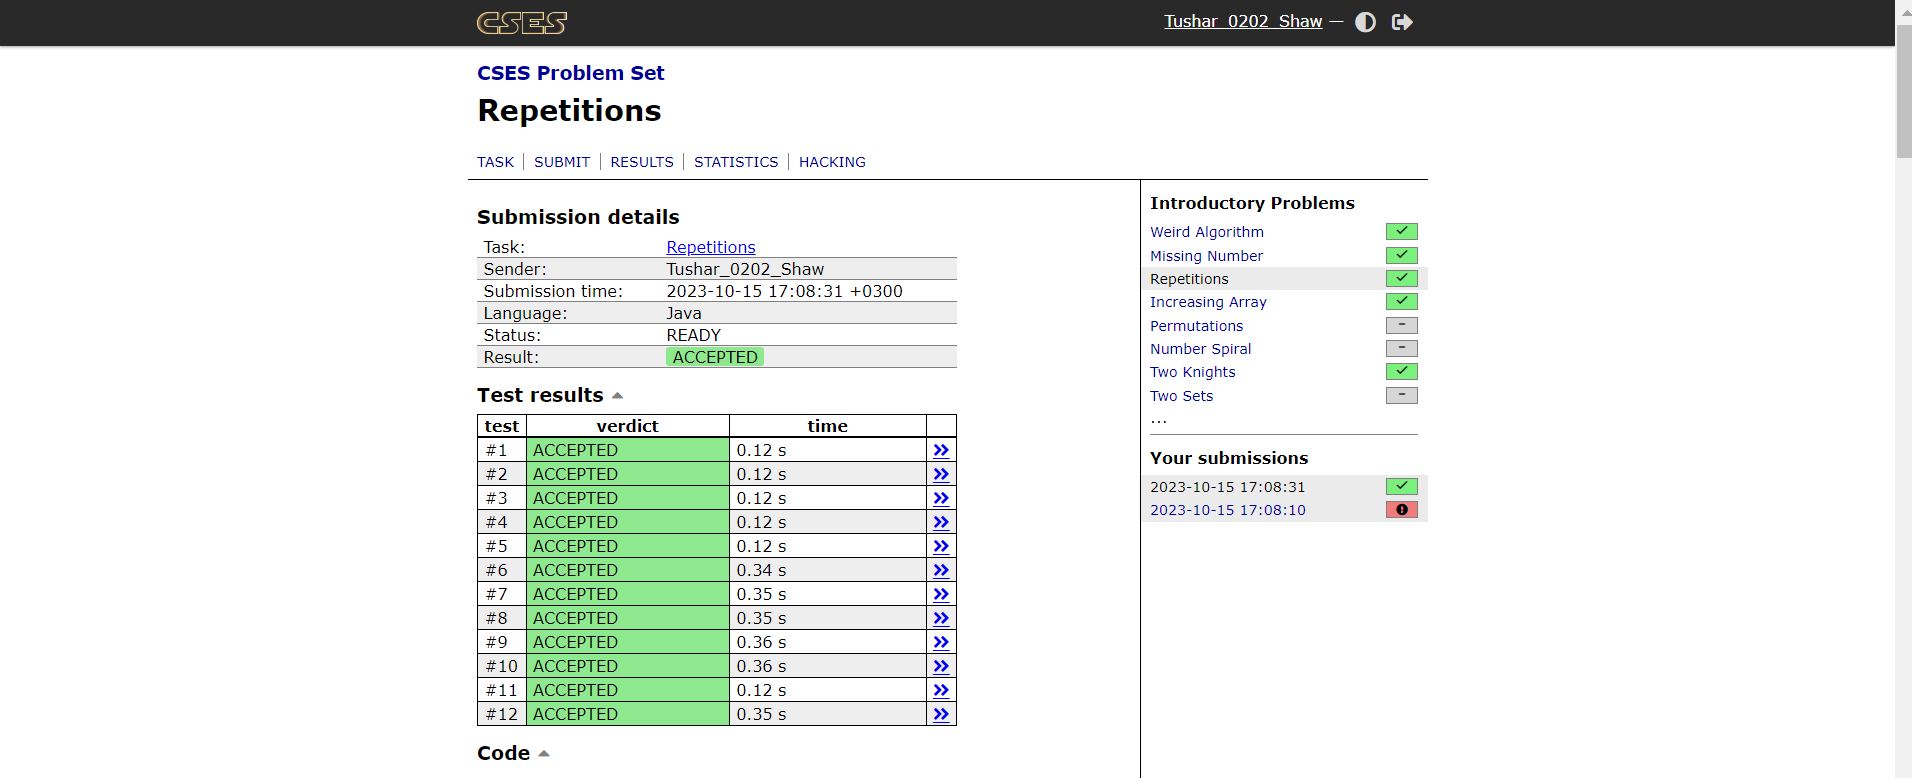 CSES
Tushar_0202_Shaw —
CSES Problem Set
Repetitions
TASK | SUBMIT | RESULTS | STATISTICS | HACKING
Submission details
Task: Repetitions
Sender: Tushar_0202_Shaw
Submission time: 2023-10-15 17:08:31 +0300
Language: Java
Status: READY
Result: ACCEPTED
Test results
test verdict time
#1 ACCEPTED 0.12 s »
#2 ACCEPTED 0.12 s »
#3 ACCEPTED 0.12 s »
#4 ACCEPTED 0.12 s »
#5 ACCEPTED 0.12 s »
#6 ACCEPTED 0.34 s »
#7 ACCEPTED 0.35 s »
#8 ACCEPTED 0.35 s »
#9 ACCEPTED 0.36 s »
#10 ACCEPTED 0.36 s »
#11 ACCEPTED 0.12 s »
#12 ACCEPTED 0.35 s »
Code
Introductory Problems
Weird Algorithm
Missing Number
Repetitions
Increasing Array
Permutations –
Number Spiral –
Two Knights
Two Sets –
...
Your submissions
2023-10-15 17:08:31
2023-10-15 17:08:10